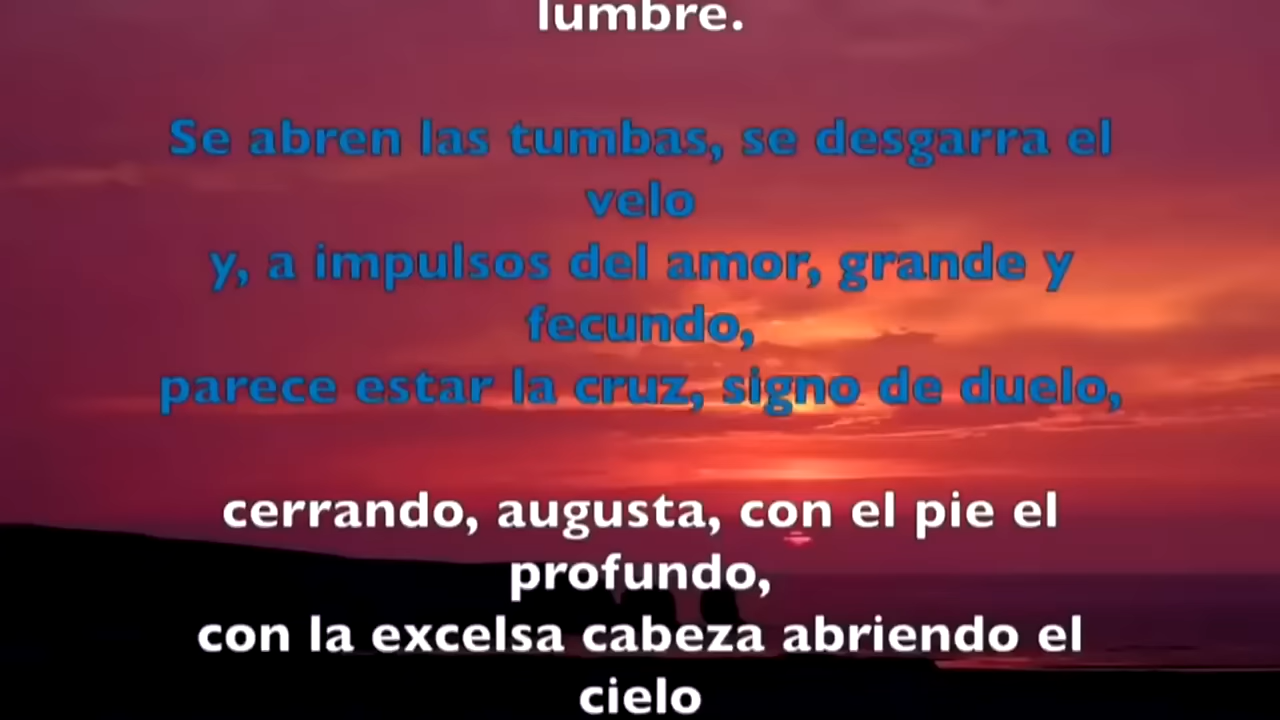 lumbre.
Se abren las tumbas, se desgarra el
velo
y, a impulsos del amor, grande y
fecundo,
parece estar la cruz, signo de duelo,
cerrando, augusta, con el pie el
profundo,
con la excelsa cabeza abriendo el
cielo